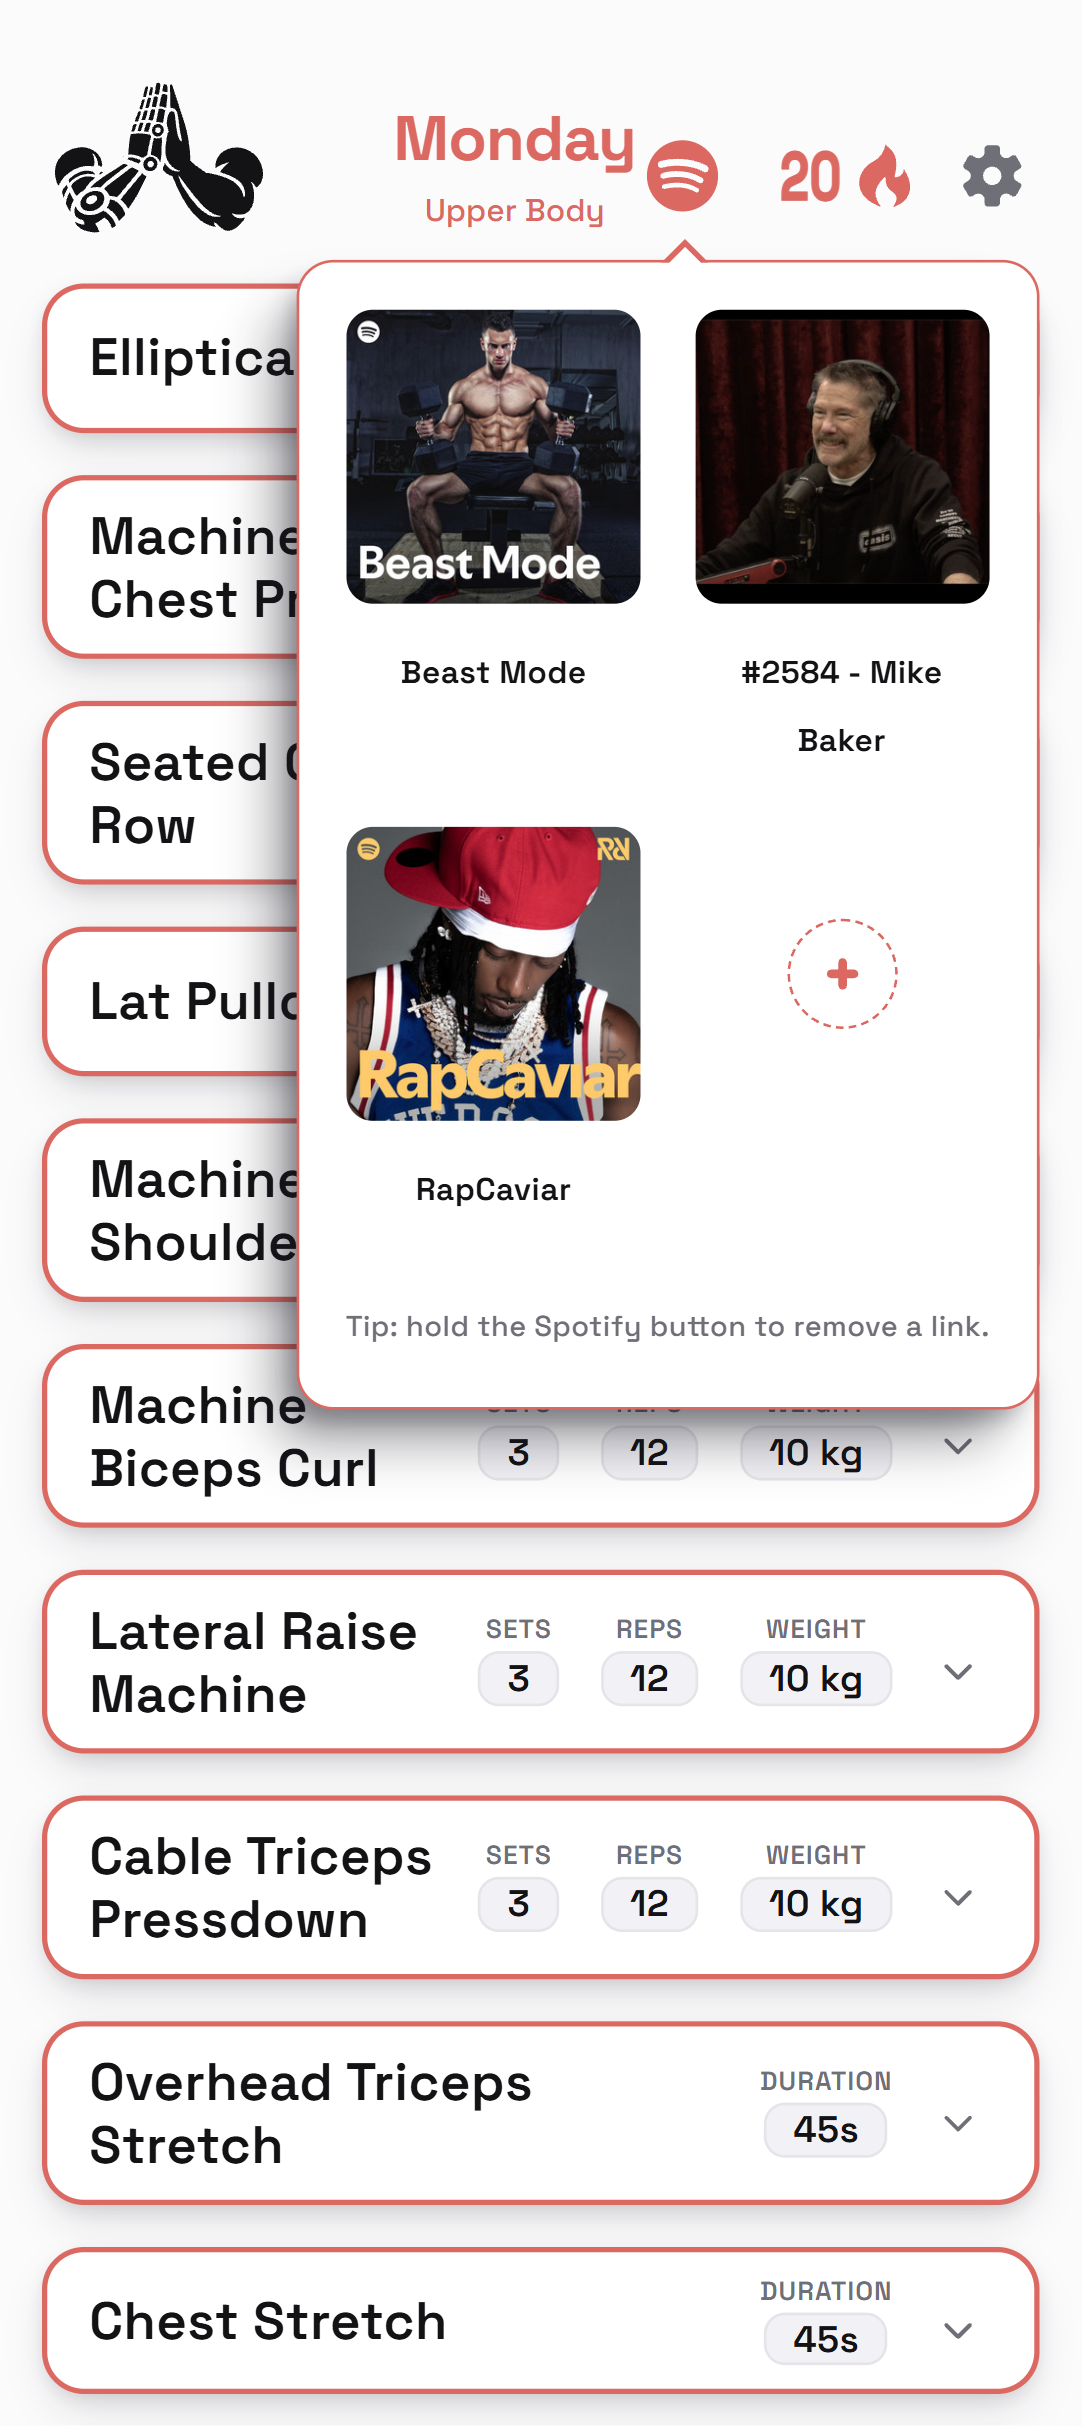 Monday
Upper Body
20
Elliptica
Machine
Chest Pr
Seated
Row
Lat Pulld
Machine
Shoulde
Beast Mode
Beast Mode
#2584 - Mike
Baker
oasis
RapCaviar
RapCaviar
Tip: hold the Spotify button to remove a link.
Machine
Biceps Curl
3 12 10 kg
Lateral Raise
Machine
SETS REPS WEIGHT
3 12 10 kg
Cable Triceps
Pressdown
SETS REPS WEIGHT
3 12 10 kg
Overhead Triceps
Stretch
DURATION
45s
Chest Stretch
DURATION
45s